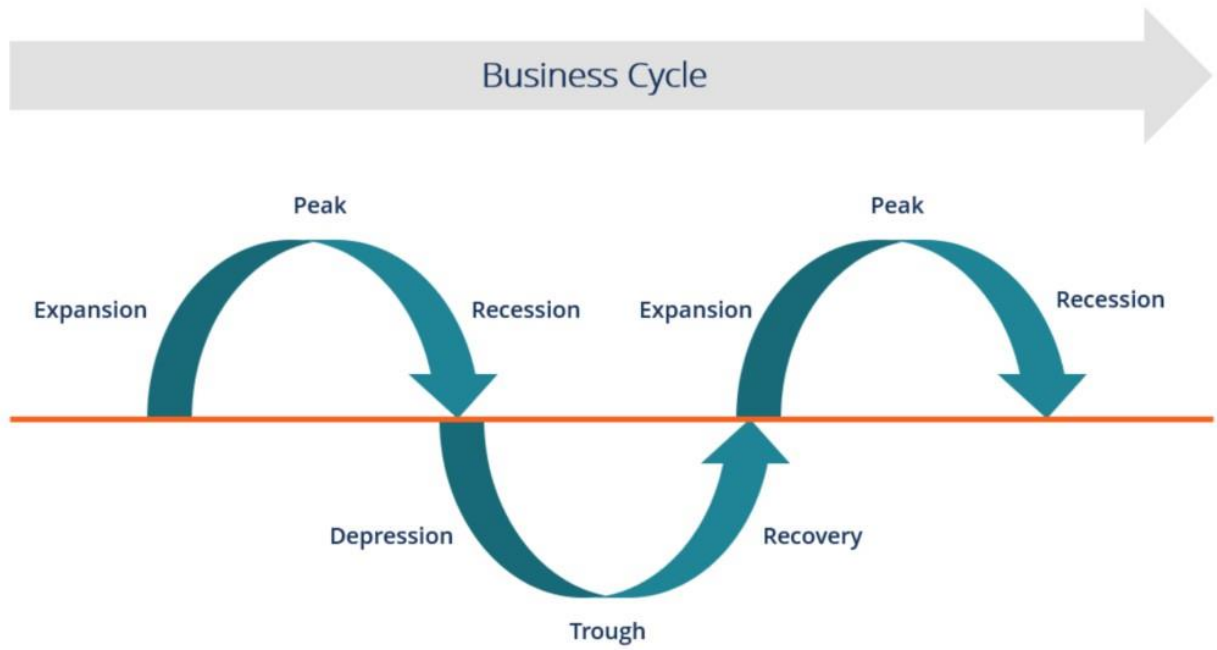 Business Cycle
Peak
Peak
Expansion
Recession
Expansion
Recession
Depression
Recovery
Trough